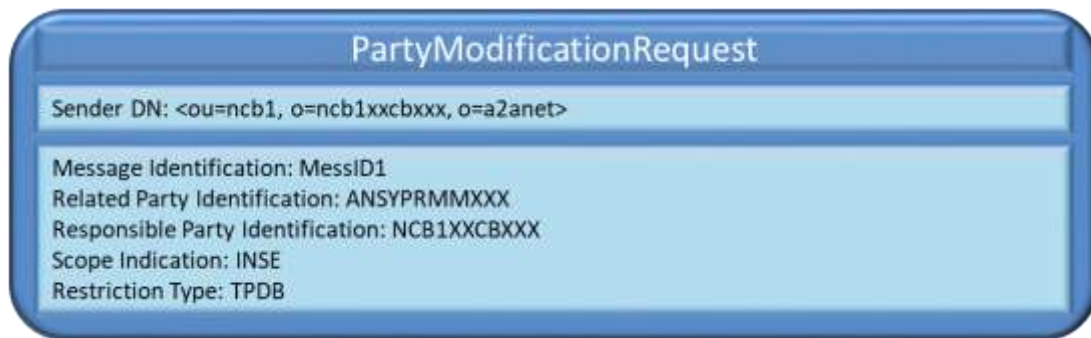 PartyModificationRequest
Sender DN: <ou=ncb1, o=ncb1xxcbxxx, o=a2anet>
Message Identification: MessID1
Related Party Identification: ANSYPRMMXXX
Responsible Party Identification: NCB1XXCBXXX
Scope Indication: INSE
Restriction Type: TPDB